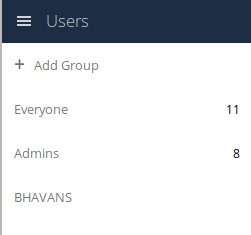 Users
+ Add Group
Everyone 11
Admins 8
BHAVANS